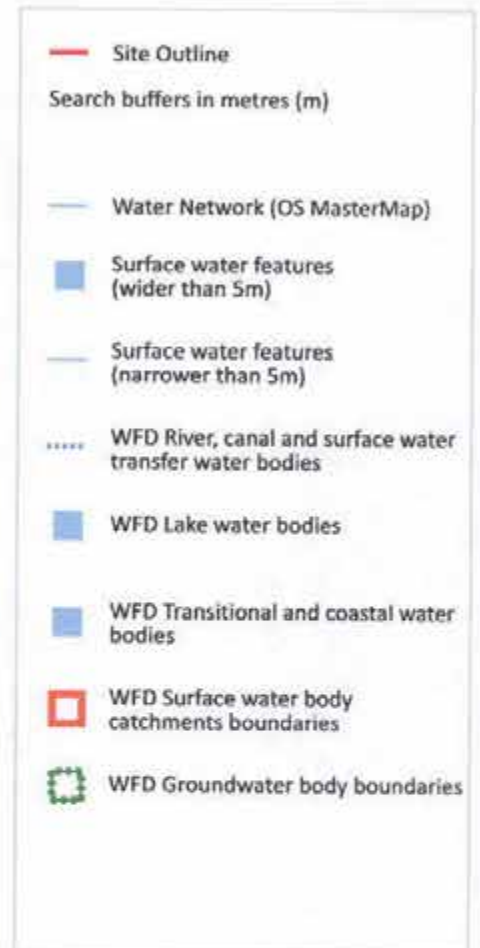 Site Outline
Search buffers in metres (m)
Water Network (OS MasterMap)
Surface water features
(wider than 5m)
Surface water features
(narrower than 5m)
WFD River, canal and surface water
transfer water bodies
WFD Lake water bodies
WFD Transitional and coastal water
bodies
WFD Surface water body
catchments boundaries
WFD Groundwater body boundaries